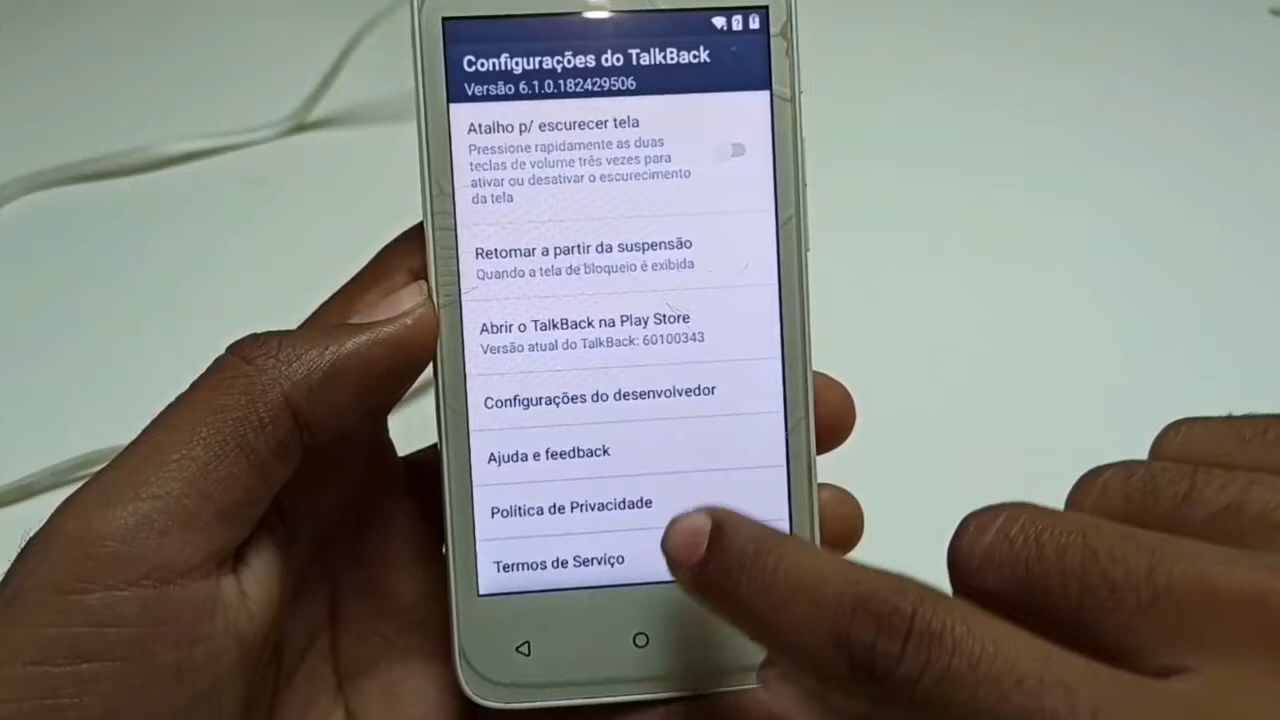 Configurações do TalkBack
Versão 6.1.0.182429506
Atalho p/ escurecer tela
Pressione rapidamente as duas
teclas de volume três vezes para
ativar ou desativar o escurecimento
da tela
Retomar a partir da suspensão
Quando a tela de bloqueio é exibida
Abrir o TalkBack na Play Store
Versão atual do TalkBack: 60100343
Configurações do desenvolvedor
Ajuda e feedback
Política de Privacidade
Termos de Serviço